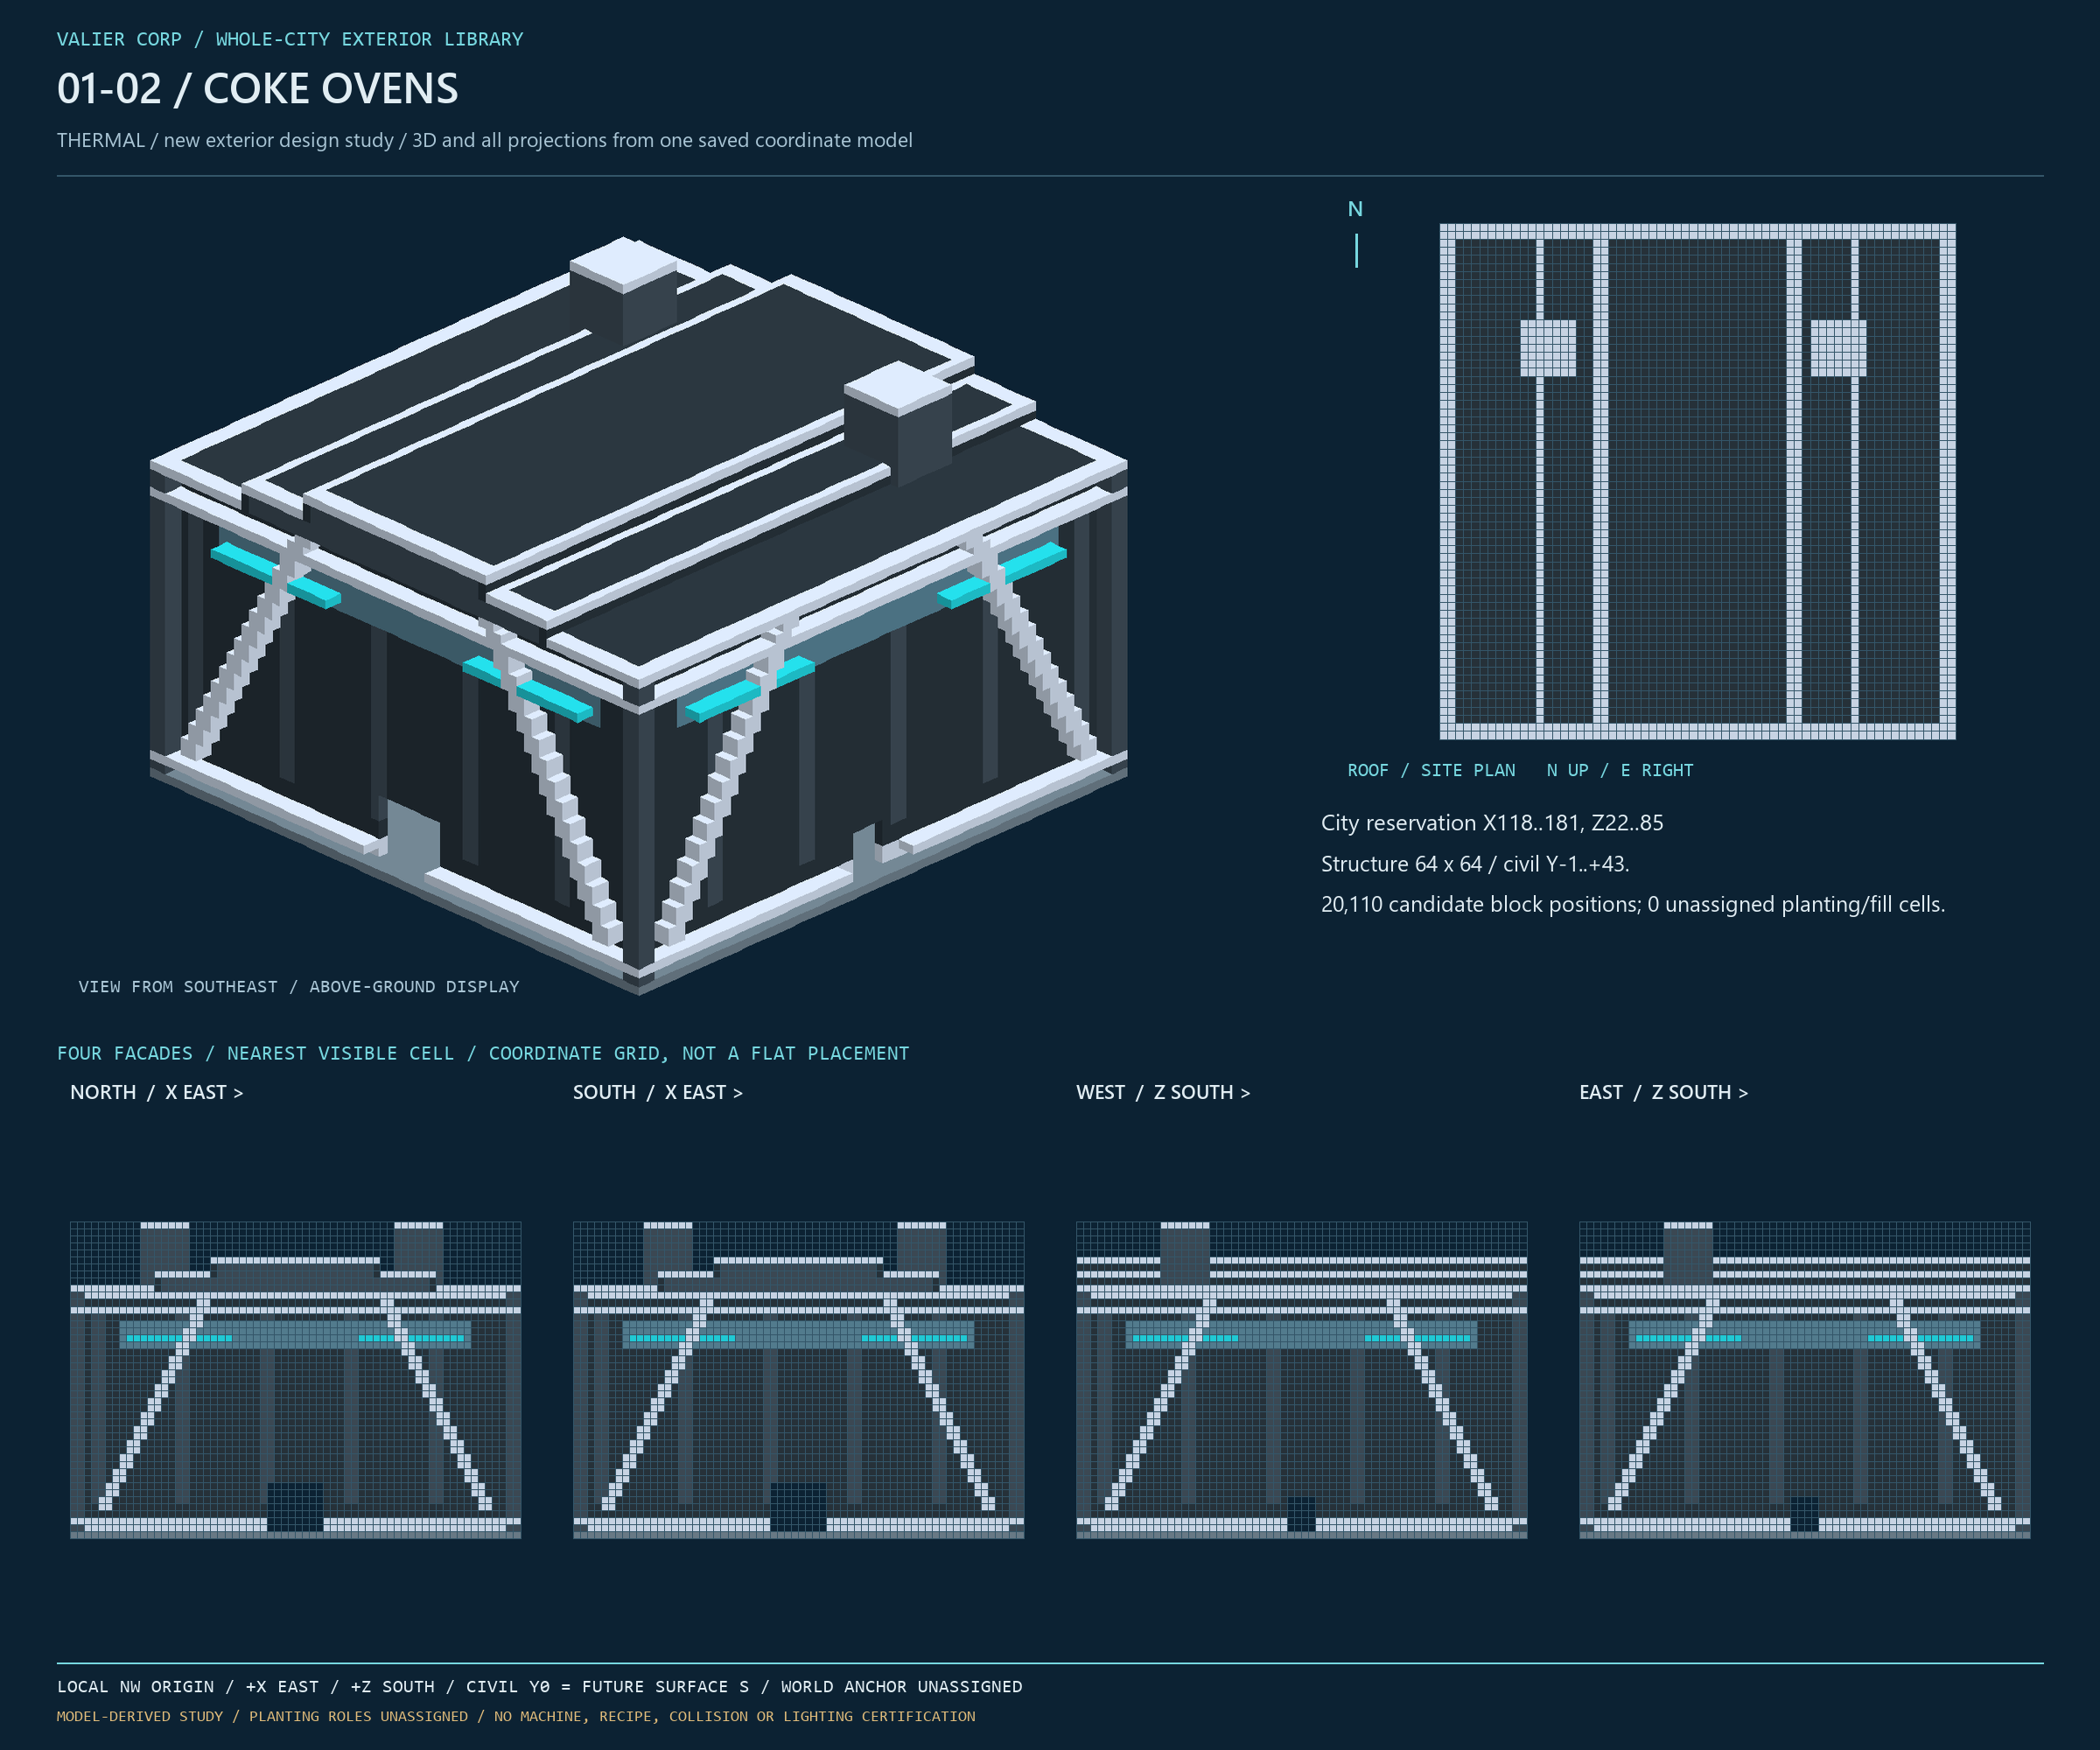 VALIER CORP / WHOLE-CITY EXTERIOR LIBRARY
01-02 / COKE OVENS
THERMAL / new exterior design study / 3D and all projections from one saved coordinate model
N
ROOF / SITE PLAN   N UP / E RIGHT
City reservation X118..181, Z22..85
Structure 64 x 64 / civil Y-1..+43.
20,110 candidate block positions; 0 unassigned planting/fill cells.
VIEW FROM SOUTHEAST / ABOVE-GROUND DISPLAY
FOUR FACADES / NEAREST VISIBLE CELL / COORDINATE GRID, NOT A FLAT PLACEMENT
NORTH / X EAST >
SOUTH / X EAST >
WEST / Z SOUTH >
EAST / Z SOUTH >
LOCAL NW ORIGIN / +X EAST / +Z SOUTH / CIVIL Y0 = FUTURE SURFACE S / WORLD ANCHOR UNASSIGNED
MODEL-DERIVED STUDY / PLANTING ROLES UNASSIGNED / NO MACHINE, RECIPE, COLLISION OR LIGHTING CERTIFICATION